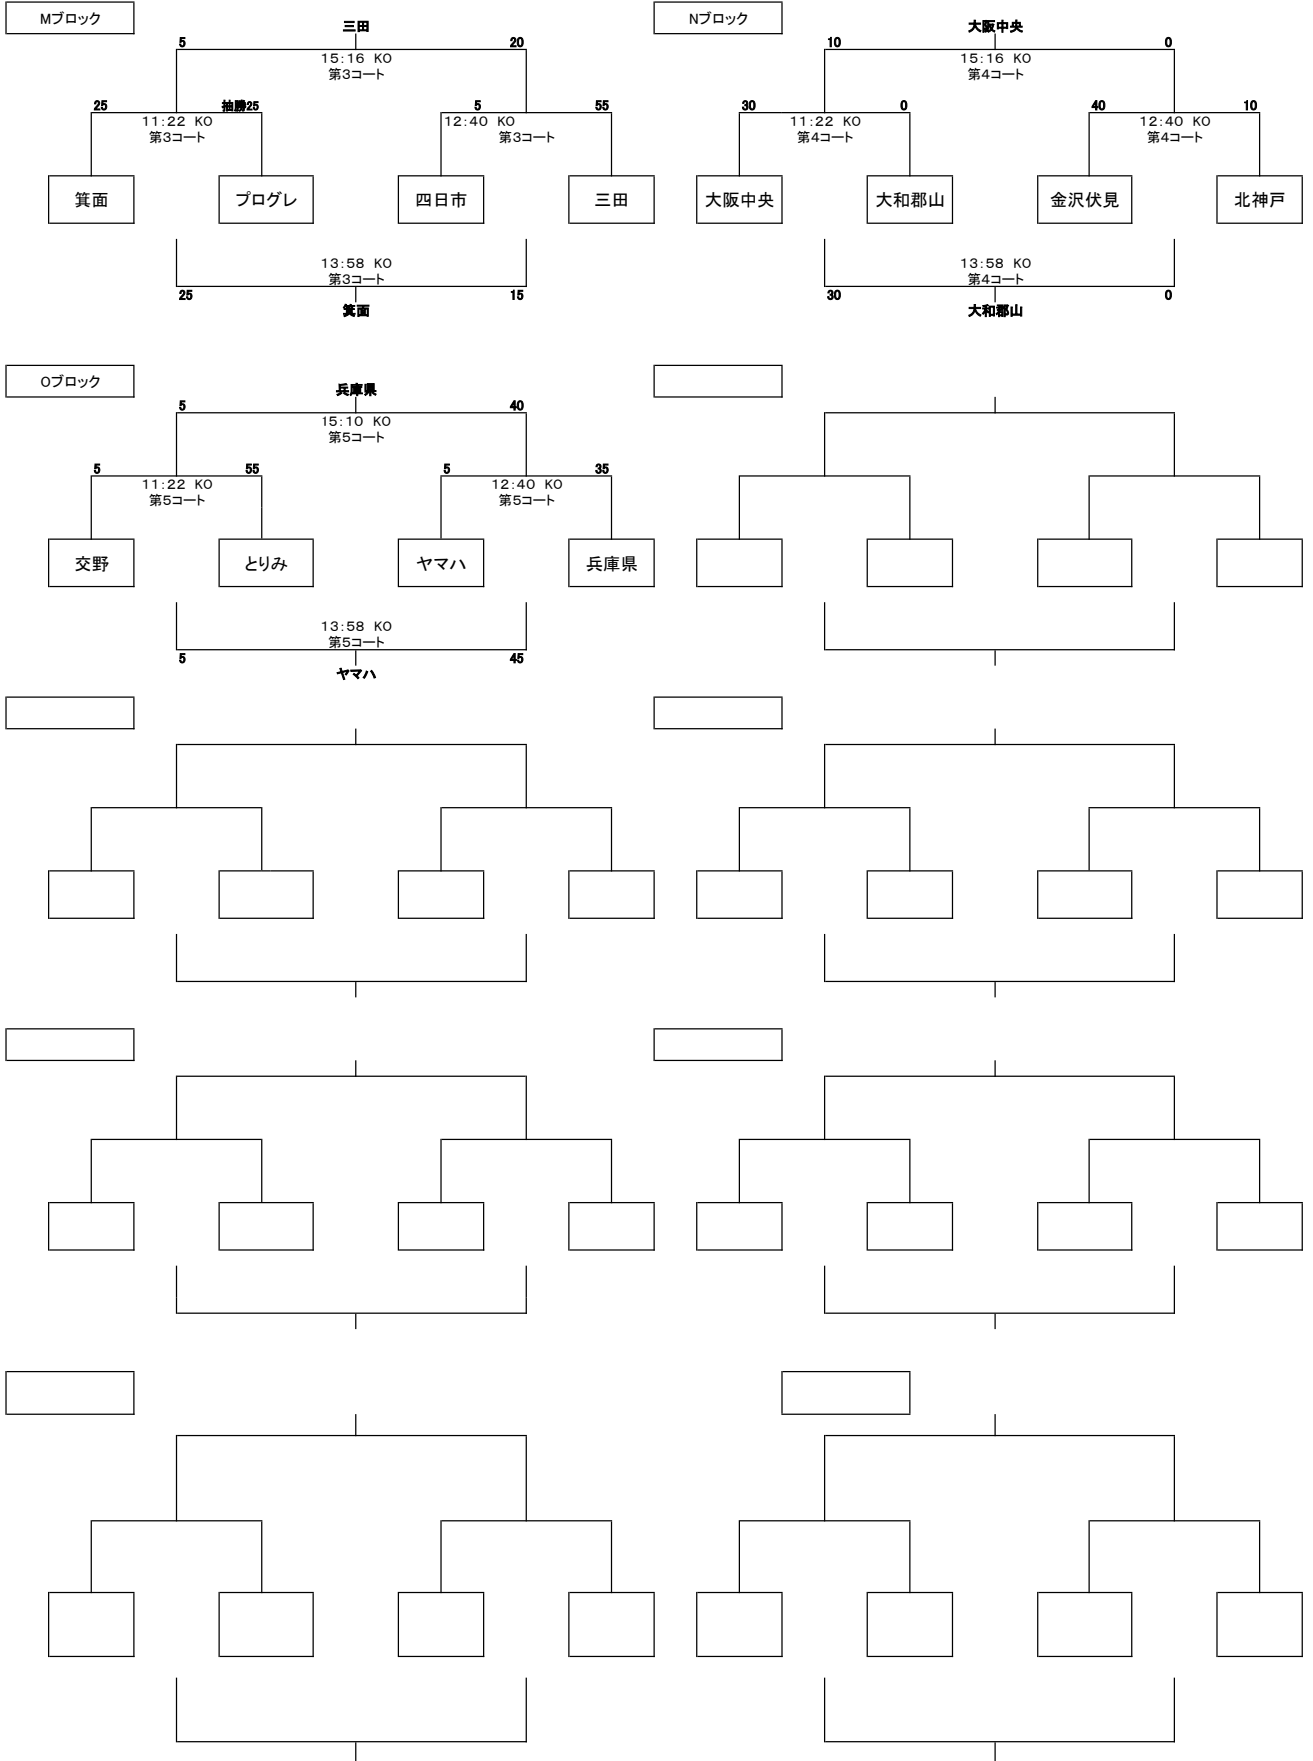 Mブロック
三田
5 20
15:16 KO
第3コート
25 抽勝25 5 55
11:22 KO 12:40 KO
第3コート 第3コート
箕面 プログレ 四日市 三田
13:58 KO
第3コート
25 15
箕面
Nブロック
大阪中央
10 0
15:16 KO
第4コート
30 0 40 10
11:22 KO 12:40 KO
第4コート 第4コート
大阪中央 大和郡山 金沢伏見 北神戸
13:58 KO
第4コート
30 0
大和郡山
Oブロック
兵庫県
5 40
15:10 KO
第5コート
5 55 5 35
11:22 KO 12:40 KO
第5コート 第5コート
交野 とりみ ヤマハ 兵庫県
13:58 KO
第5コート
5 45
ヤマハ